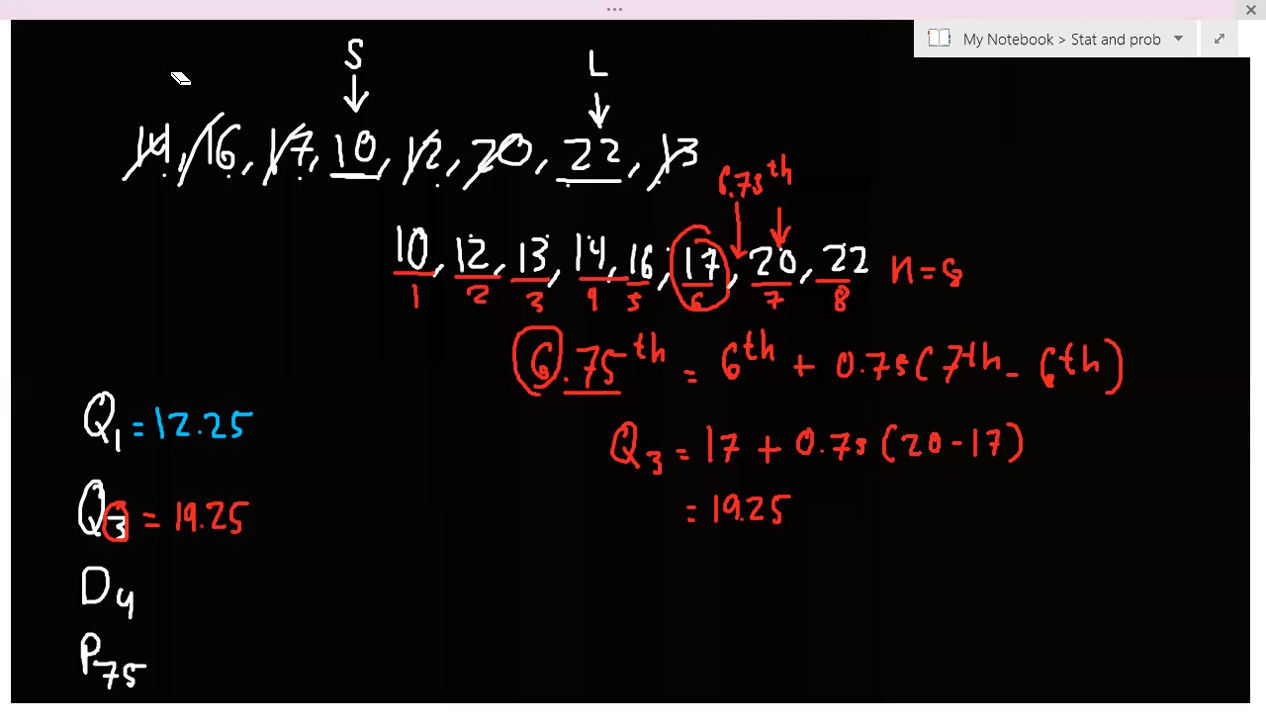 My Notebook > Stat and prob
S
L
14, 16, 17, 10, 12, 20, 22, 13
6.75th
10, 12, 13, 14, 16, 17, 20, 22 n=8
1 2 3 4 5 6 7 8
6.75th = 6th + 0.75(7th - 6th)
Q1 = 12.25
Q3 = 17 + 0.75(20-17)
Q3 = 19.25
= 19.25
D4
P75